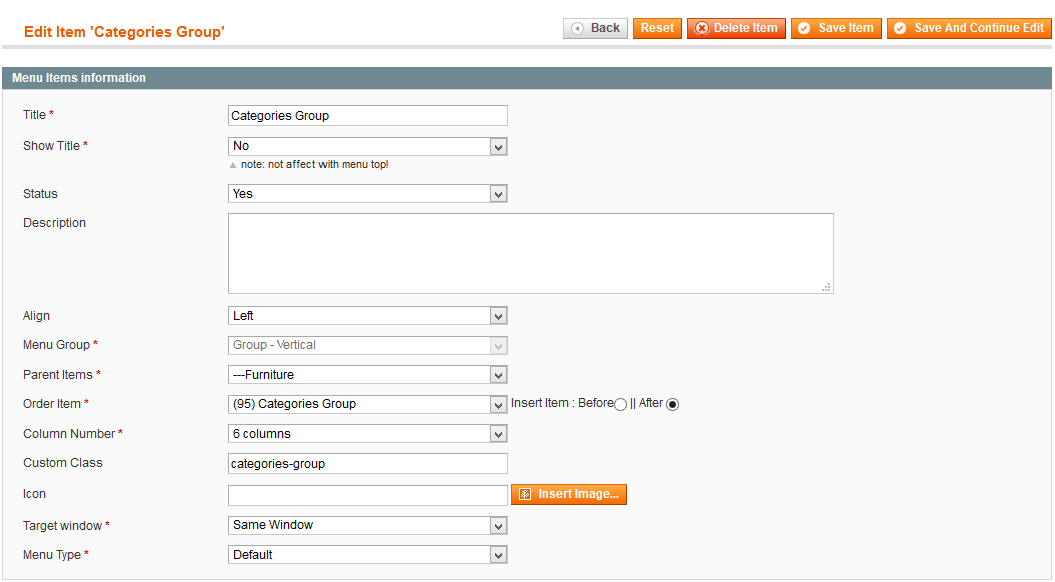 Edit Item 'Categories Group'
Back Reset Delete Item Save Item Save And Continue Edit
Menu Items information
Title * Categories Group
Show Title * No
note: not affect with menu top!
Status Yes
Description
Align Left
Menu Group * Group - Vertical
Parent Items * ---Furniture
Order Item * (95) Categories Group Insert Item : Before || After
Column Number * 6 columns
Custom Class categories-group
Icon Insert Image...
Target window * Same Window
Menu Type * Default